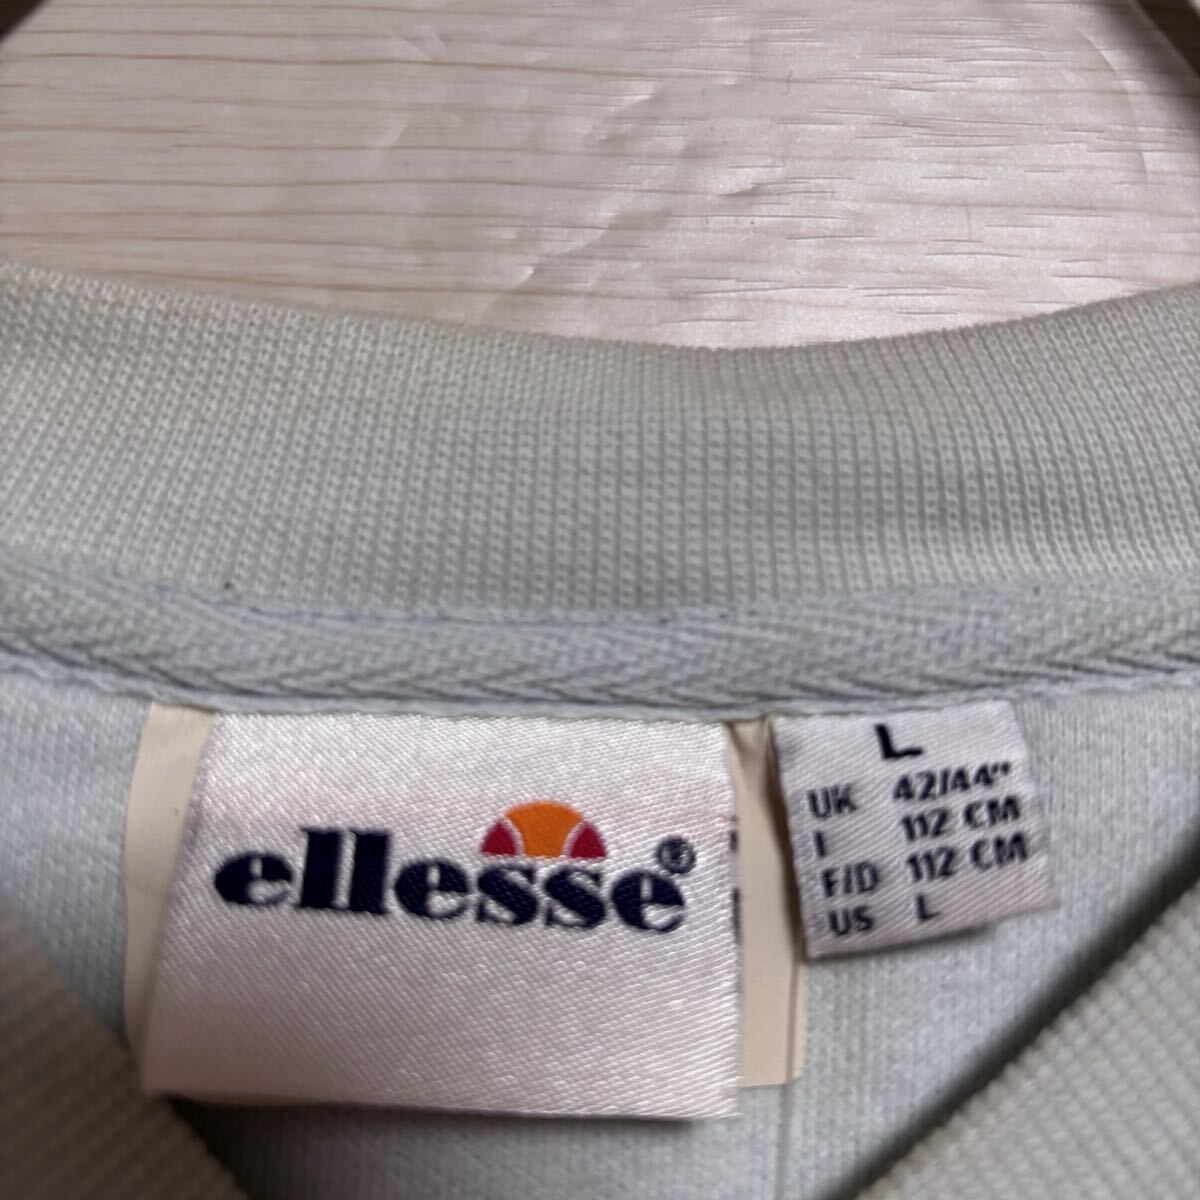 ellesse®
L
UK 42/44"
I 112 CM
F/D 112 CM
US L